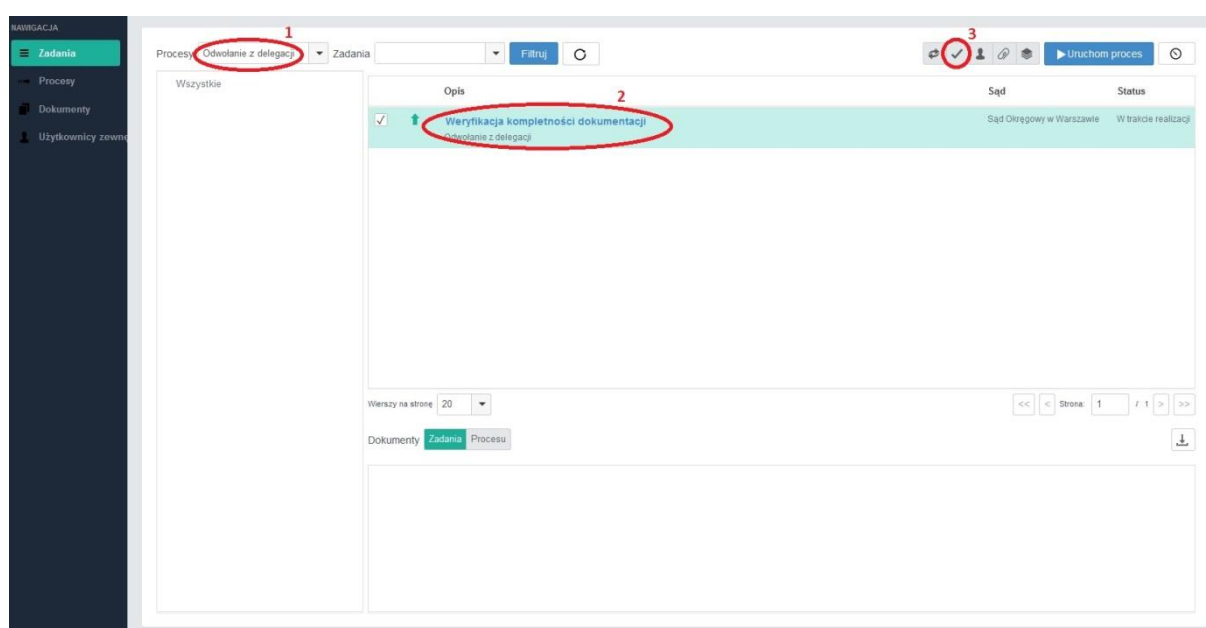 NAWIGACJA
Zadania
Procesy
Dokumenty
Użytkownicy zewnę
1
Procesy Odwołanie z delegacji Zadania Filtruj
3
Uruchom proces
Wszystkie
Opis Sąd Status
2
Weryfikacja kompletności dokumentacji Sąd Okręgowy w Warszawie W trakcie realizacji
Odwołanie z delegacji
Wierszy na stronę 20 << < Strona: 1 / 1 > >>
Dokumenty Zadania Procesu